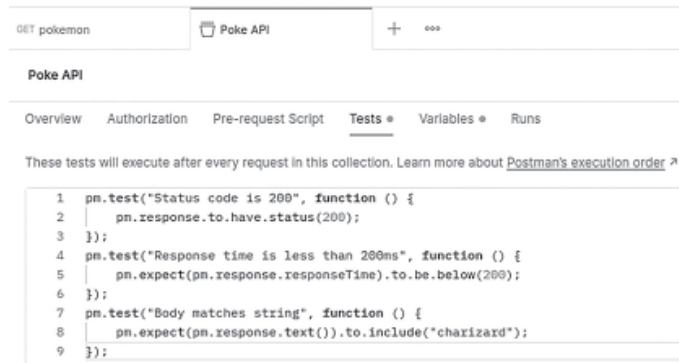 GET pokemon Poke API
Poke API
Overview Authorization Pre-request Script Tests Variables Runs
These tests will execute after every request in this collection. Learn more about Postman's execution order ↗
1 pm.test("Status code is 200", function () {
2 pm.response.to.have.status(200);
3 });
4 pm.test("Response time is less than 200ms", function () {
5 pm.expect(pm.response.responseTime).to.be.below(200);
6 });
7 pm.test("Body matches string", function () {
8 pm.expect(pm.response.text()).to.include("charizard");
9 });